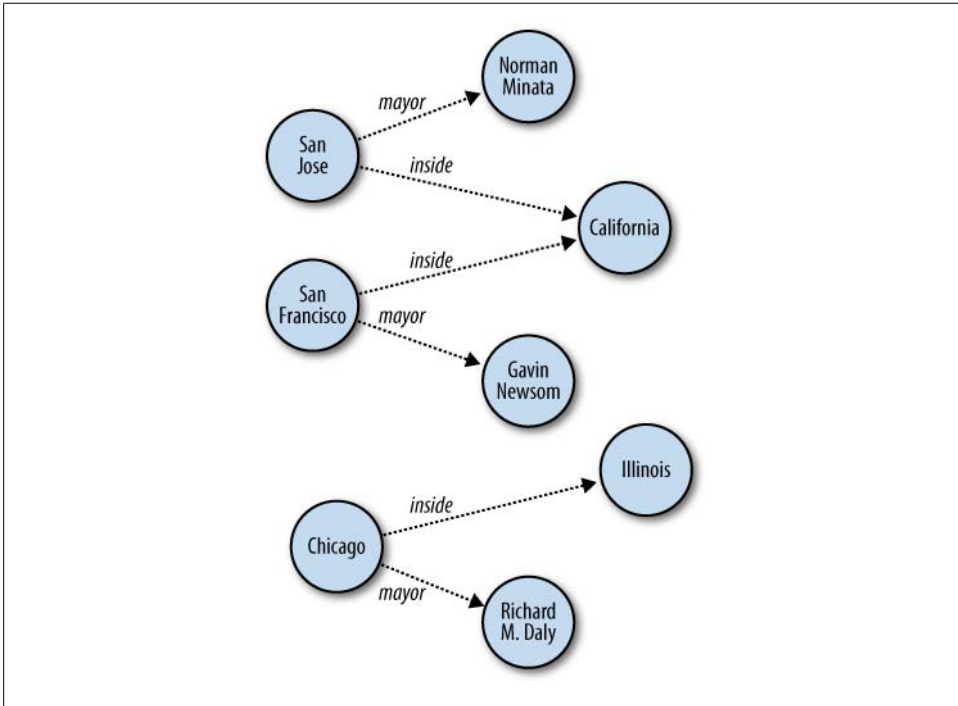 Norman
Minata
mayor
San
Jose
inside
California
inside
San
Francisco
mayor
Gavin
Newsom
Illinois
inside
Chicago
mayor
Richard
M. Daly